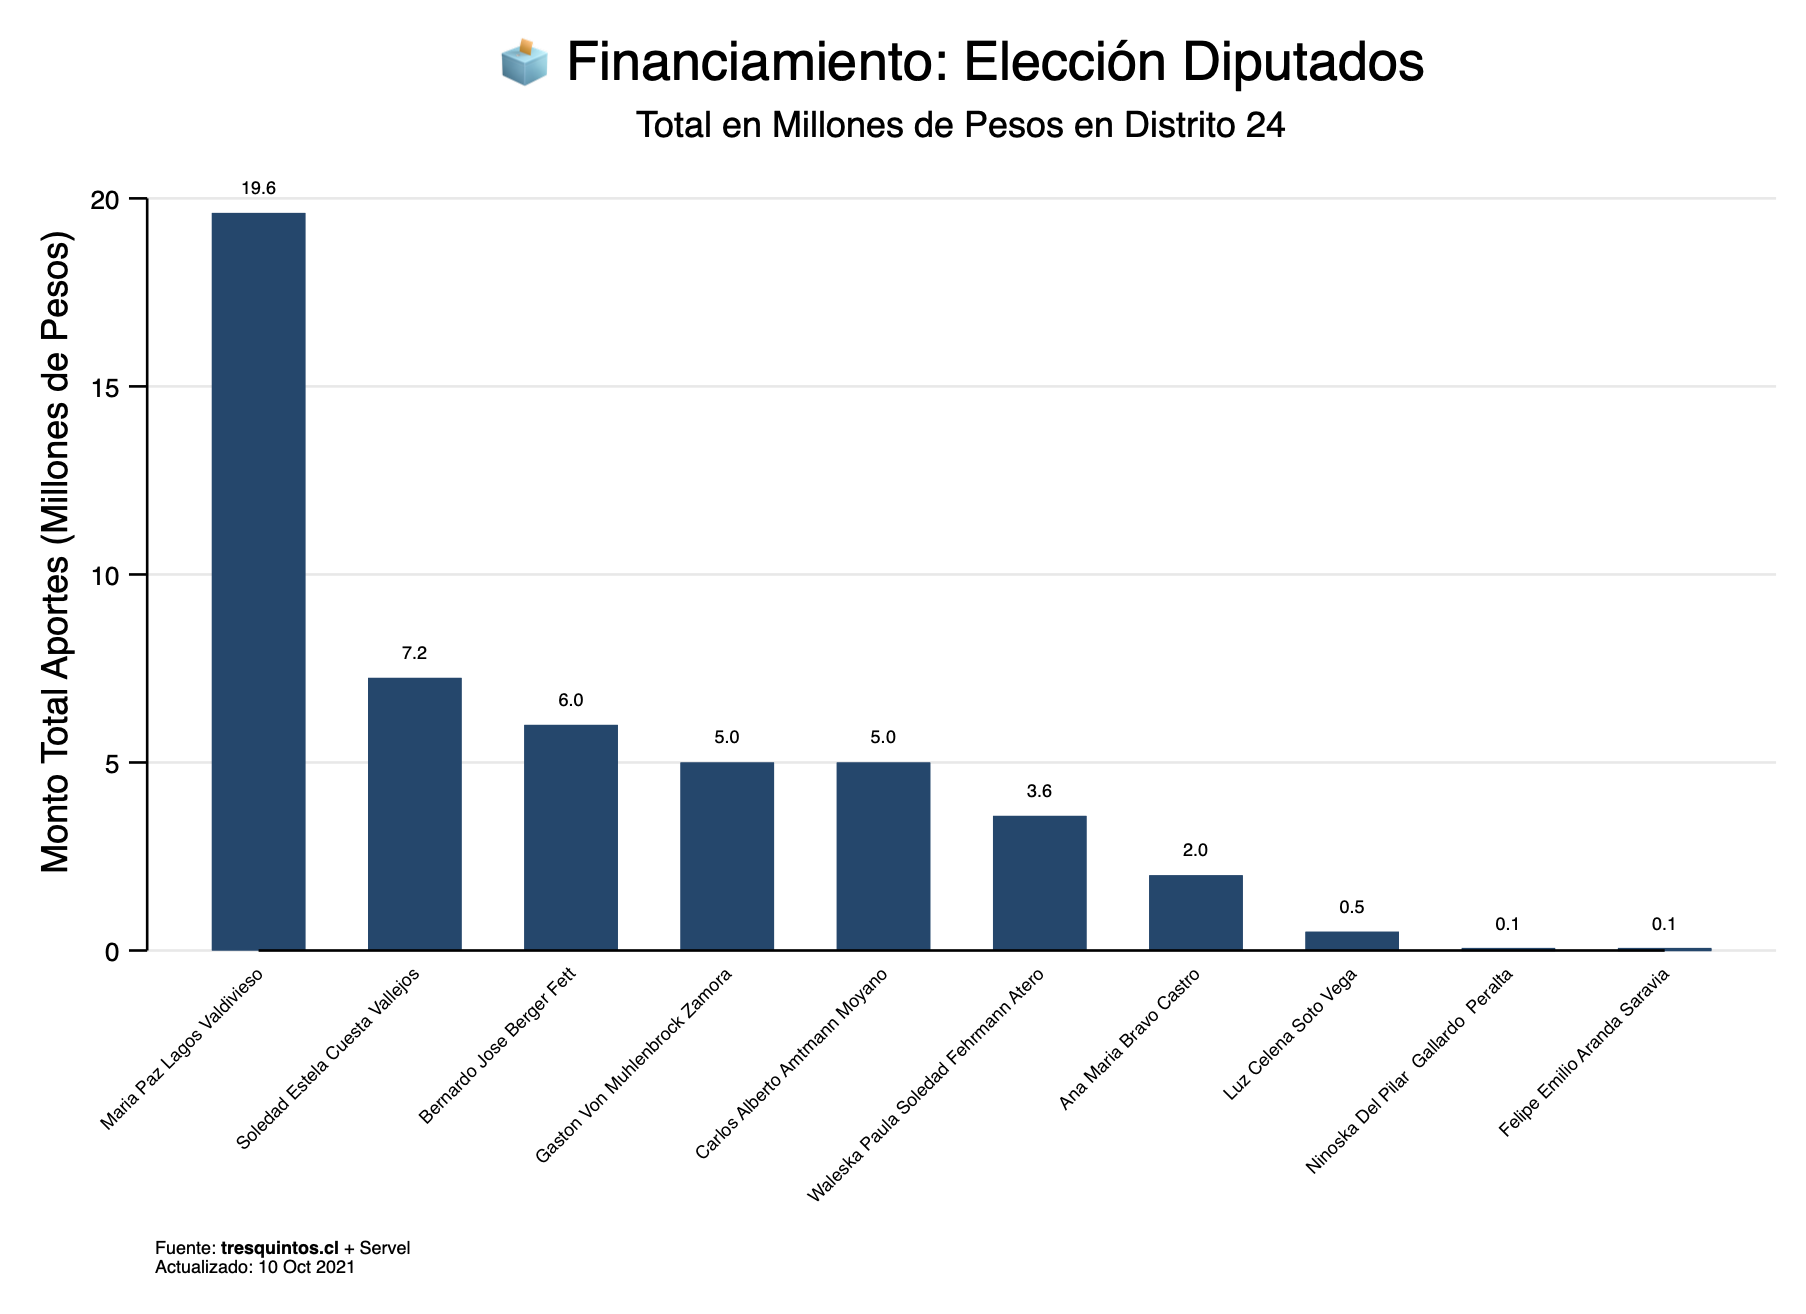 Financiamiento: Elección Diputados
Total en Millones de Pesos en Distrito 24
Monto Total Aportes (Millones de Pesos)
20
15
10
5
0
19.6
7.2
6.0
5.0
5.0
3.6
2.0
0.5
0.1
0.1
Maria Paz Lagos Valdivieso
Soledad Estela Cuesta Vallejos
Bernardo Jose Berger Fett
Gaston Von Muhlenbrock Zamora
Carlos Alberto Amtmann Moyano
Waleska Paula Soledad Fehrmann Atero
Ana Maria Bravo Castro
Luz Celena Soto Vega
Ninoska Del Pilar  Gallardo  Peralta
Felipe Emilio Aranda Saravia
Fuente: tresquintos.cl + Servel
Actualizado: 10 Oct 2021